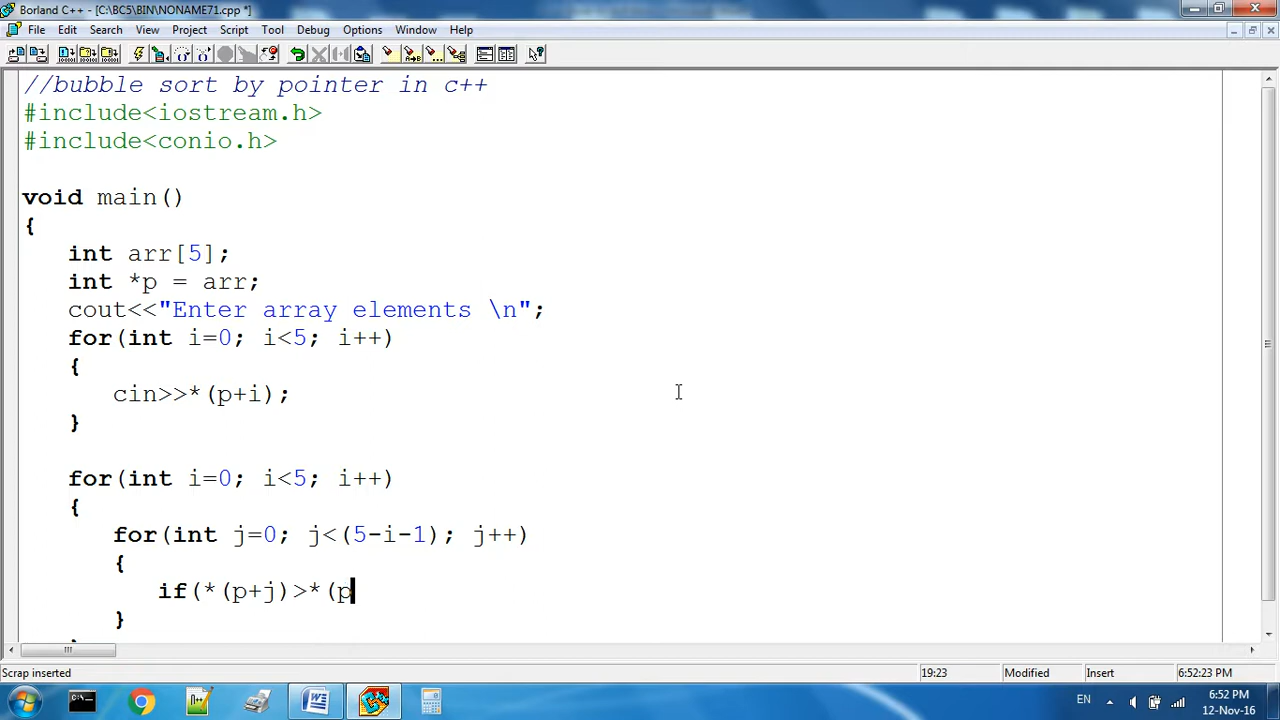 Borland C++ - [C:\BC5\BIN\NONAME71.cpp *]
File Edit Search View Project Script Tool Debug Options Window Help
//bubble sort by pointer in c++
#include<iostream.h>
#include<conio.h>
void main()
{
int arr[5];
int *p = arr;
cout<<"Enter array elements \n";
for(int i=0; i<5; i++)
{
cin>>*(p+i);
}
for(int i=0; i<5; i++)
{
for(int j=0; j<(5-i-1); j++)
{
if(*(p+j)>*(p
}
Scrap inserted 19:23 Modified Insert 6:52:23 PM
EN 6:52 PM
12-Nov-16